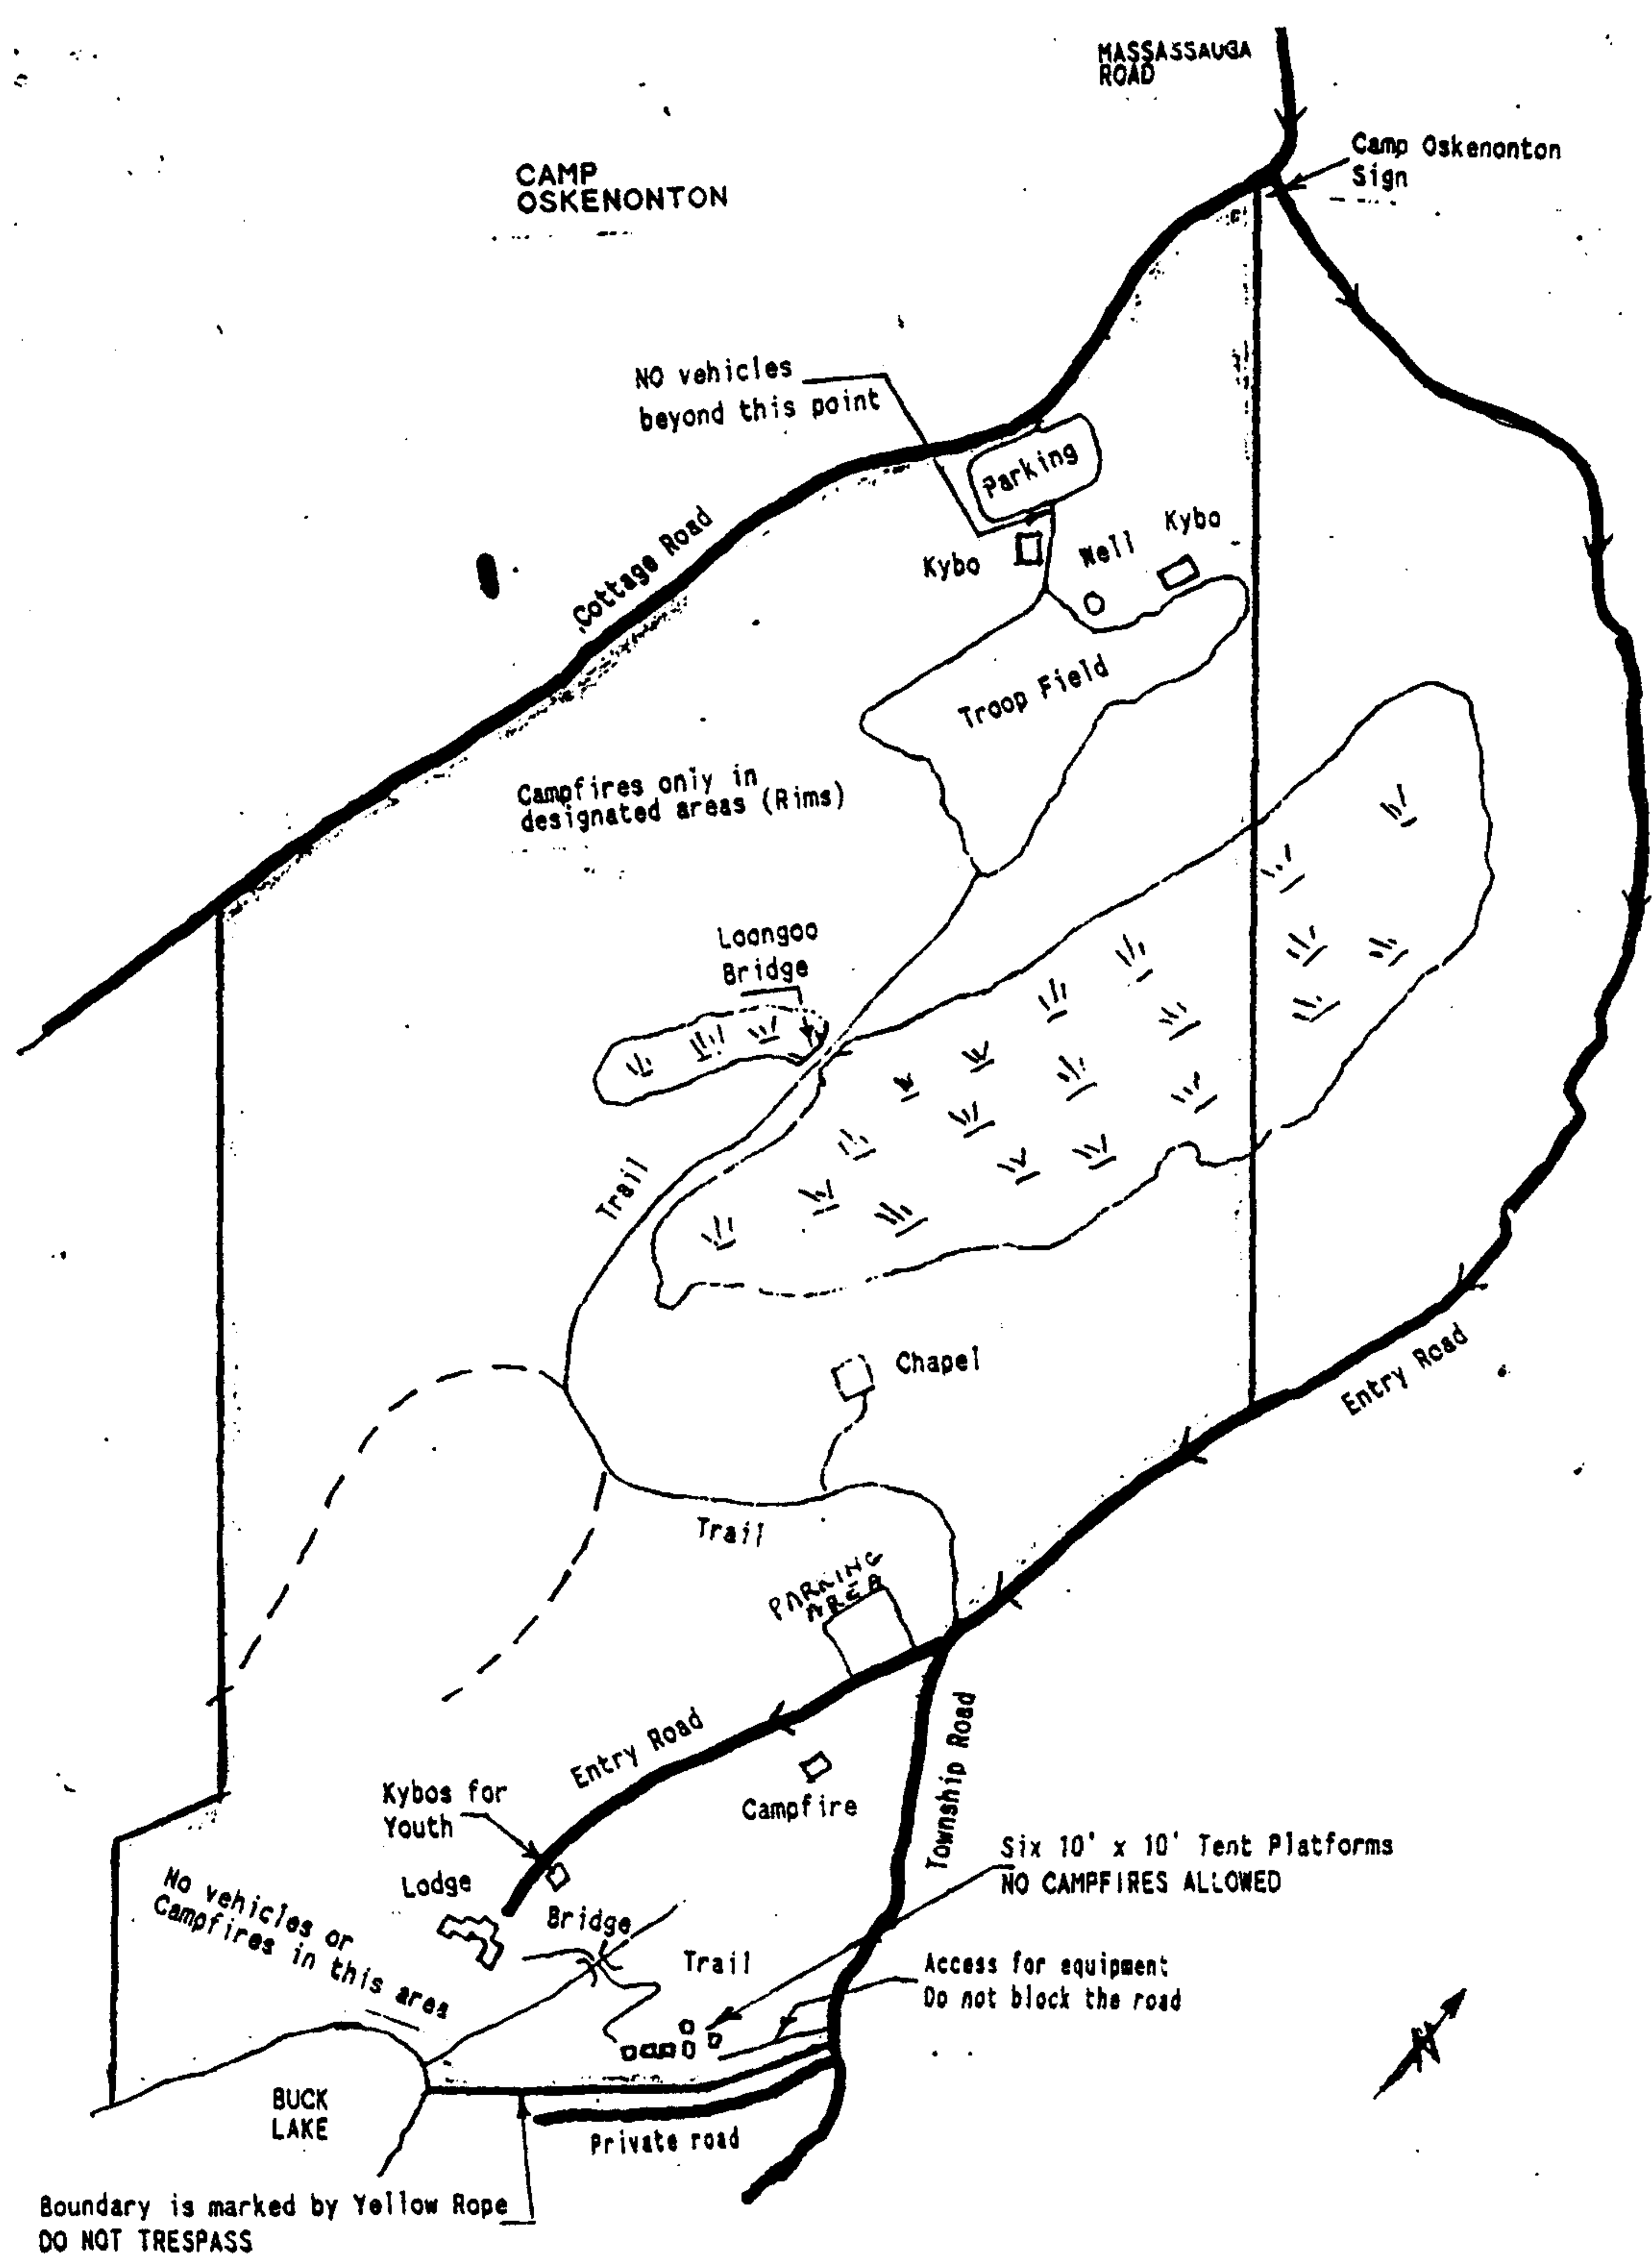 MASSASSAUGA
ROAD
Camp Oskenonton
Sign
CAMP
OSKENONTON
NO vehicles
beyond this point
Parking
Kybo
Well
Kybo
Cottage Road
Troop Field
Campfires only in
designated areas (Rims)
Loongoo
Bridge
Trail
Chapel
Entry Road
Trail
PARKING
AREA
Entry Road
Township Road
Kybos for
Youth
Campfire
Six 10' x 10' Tent Platforms
NO CAMPFIRES ALLOWED
Lodge
No vehicles or
Campfires in this area
Bridge
Trail
Access for equipment
Do not block the road
N
BUCK
LAKE
Private road
Boundary is marked by Yellow Rope
DO NOT TRESPASS